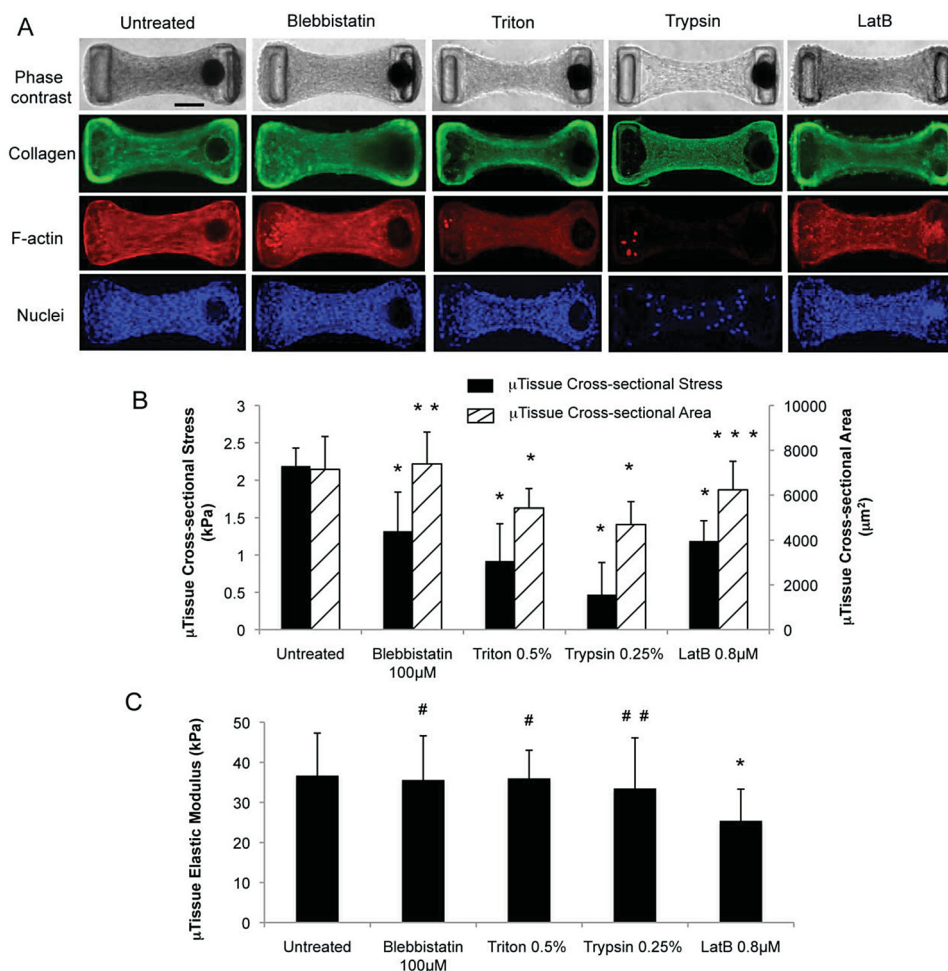 A
Untreated Blebbistatin Triton Trypsin LatB
Phase
contrast
Collagen
F-actin
Nuclei
B
μTissue Cross-sectional Stress
μTissue Cross-sectional Area
μTissue Cross-sectional Stress
(kPa)
3
2.5
2
1.5
1
0.5
0
* * * * * * * * * * *
10000
8000
6000
4000
2000
0
μTissue Cross-sectional Area
(μm²)
Untreated Blebbistatin Triton 0.5% Trypsin 0.25% LatB 0.8μM
100μM
C
μTissue Elastic Modulus (kPa)
50
40
30
20
10
0
# # # # *
Untreated Blebbistatin Triton 0.5% Trypsin 0.25% LatB 0.8μM
100μM